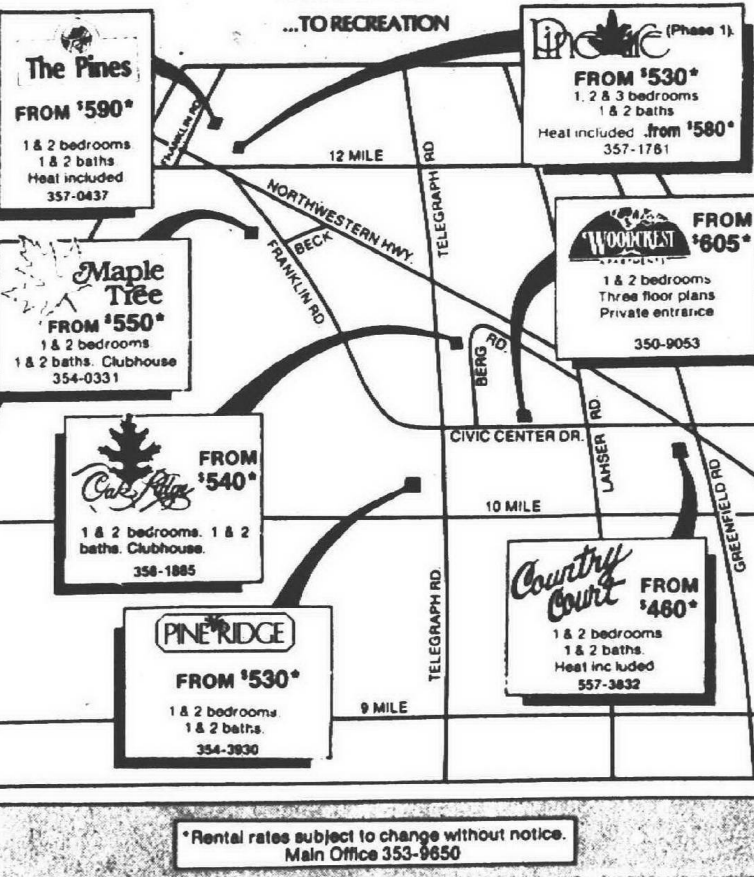 ...TO RECREATION
The Pines
FROM $590*
1 & 2 bedrooms
1 & 2 baths
Heat included
357-0437
(Phase 1).
FROM $530*
1, 2 & 3 bedrooms
1 & 2 baths
Heat included .from $580*
357-1761
FRANKLIN RD.
12 MILE
TELEGRAPH RD
NORTHWESTERN HWY.
BECK
FRANKLIN RD
Maple
Tree
FROM $550*
1 & 2 bedrooms
1 & 2 baths. Clubhouse
354-0331
WOODCREST
APARTMENTS
FROM
$605*
1 & 2 bedrooms
Three floor plans
Private entrance
350-9053
BERG
RD.
CIVIC CENTER DR.
LAHSER RD.
GREENFIELD RD
Oak Ridge
FROM
$540*
1 & 2 bedrooms. 1 & 2
baths. Clubhouse.
356-1885
10 MILE
Country
Court
FROM
$460*
1 & 2 bedrooms
1 & 2 baths.
Heat included
557-3832
PINE RIDGE
FROM $530*
1 & 2 bedrooms.
1 & 2 baths.
354-3930
TELEGRAPH RD.
9 MILE
*Rental rates subject to change without notice.
Main Office 353-9650